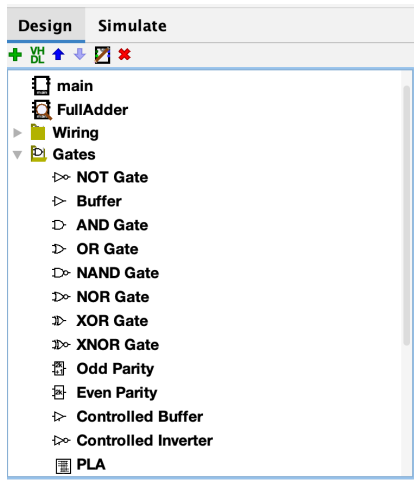 Design Simulate
VH
DL
main
FullAdder
Wiring
Gates
NOT Gate
Buffer
AND Gate
OR Gate
NAND Gate
NOR Gate
XOR Gate
XNOR Gate
Odd Parity
Even Parity
Controlled Buffer
Controlled Inverter
PLA